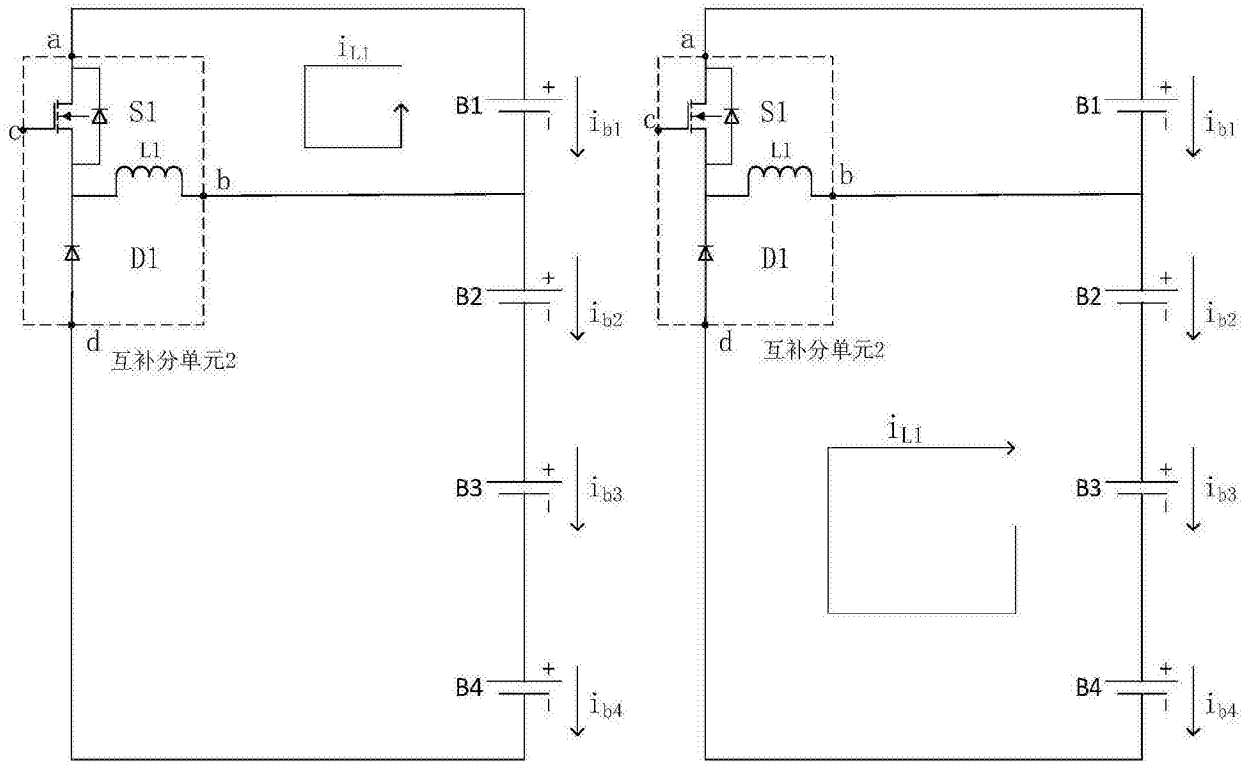 a
iL1
S1
B1
+
ib1
c
L1
b
D1
B2
+
ib2
d
互补分单元2
B3
+
ib3
B4
+
ib4
a
S1
B1
+
ib1
c
L1
b
D1
B2
+
ib2
d
互补分单元2
iL1
B3
+
ib3
B4
+
ib4